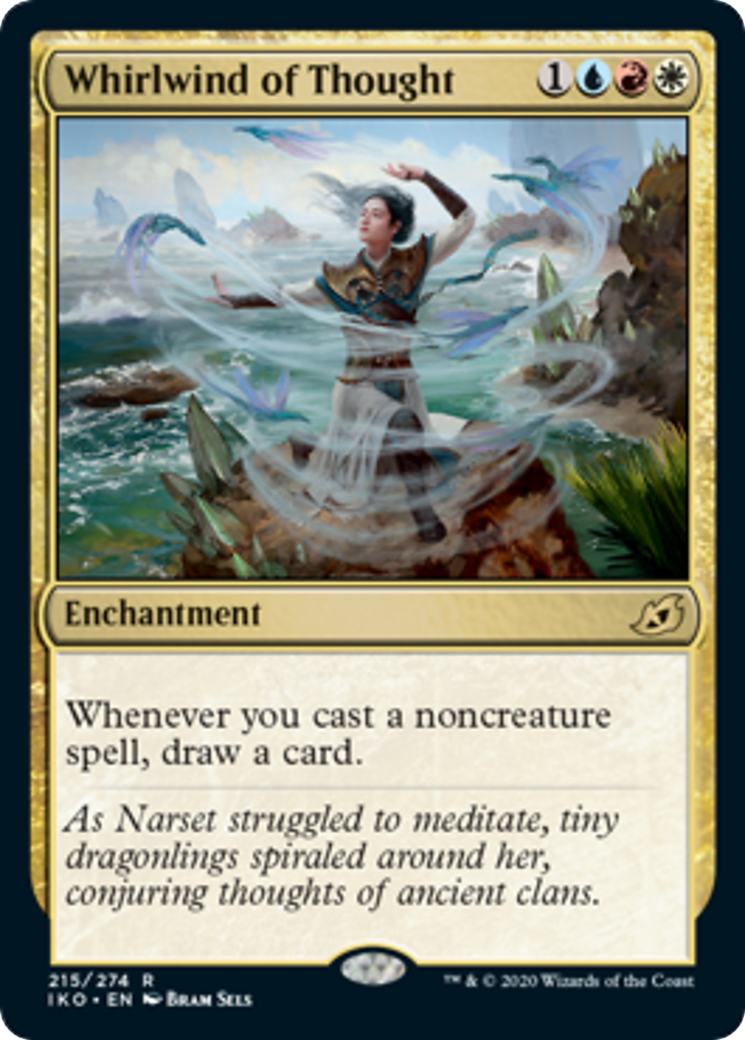 Whirlwind of Thought 1
Enchantment
Whenever you cast a noncreature
spell, draw a card.
As Narset struggled to meditate, tiny
dragonlings spiraled around her,
conjuring thoughts of ancient clans.
215/274 R
IKO • EN Bram Sels
™ & © 2020 Wizards of the Coast